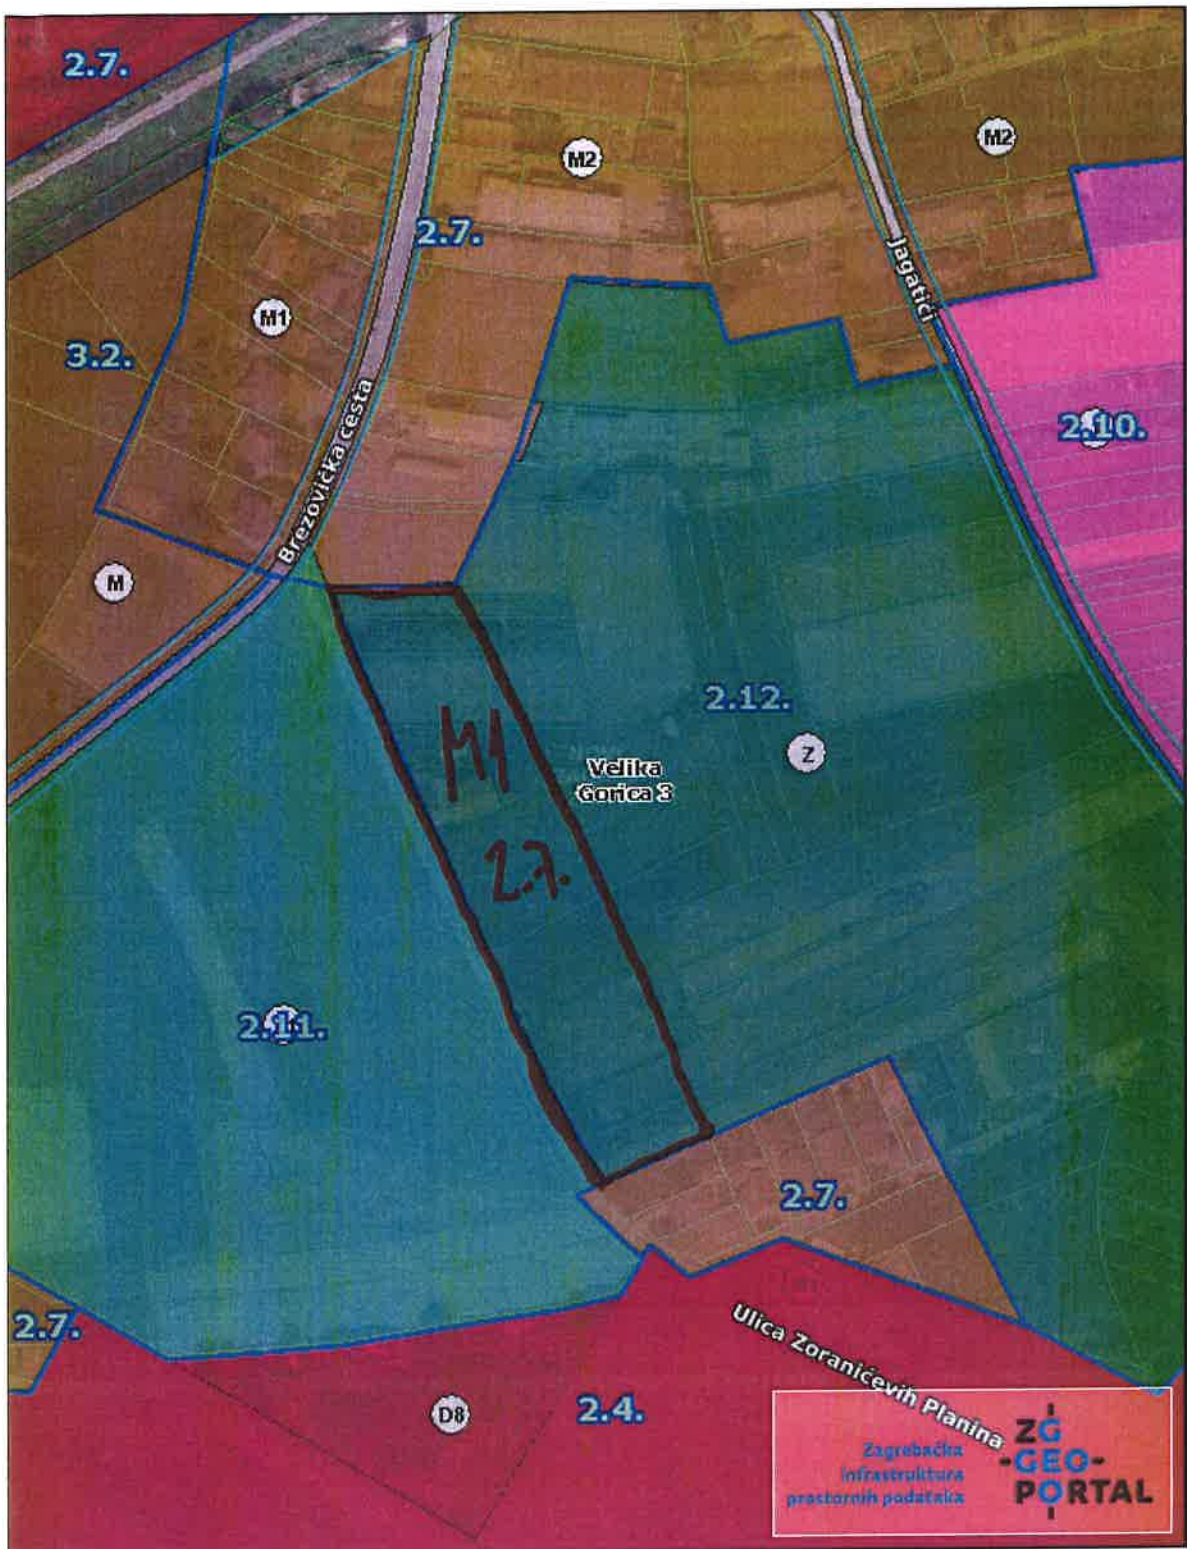 2.7.
M2
M2
2.7.
Jagatići
M1
3.2.
2.10.
Brezovička cesta
M
2.12.
Z
M1
Velika
Gorica 3
2.7.
2.11.
2.7.
2.7.
Ulica Zoranićevih Planina
D8
2.4.
Zagrebačka
infrastruktura
prostornih podataka
ZG
-GEO-
PORTAL